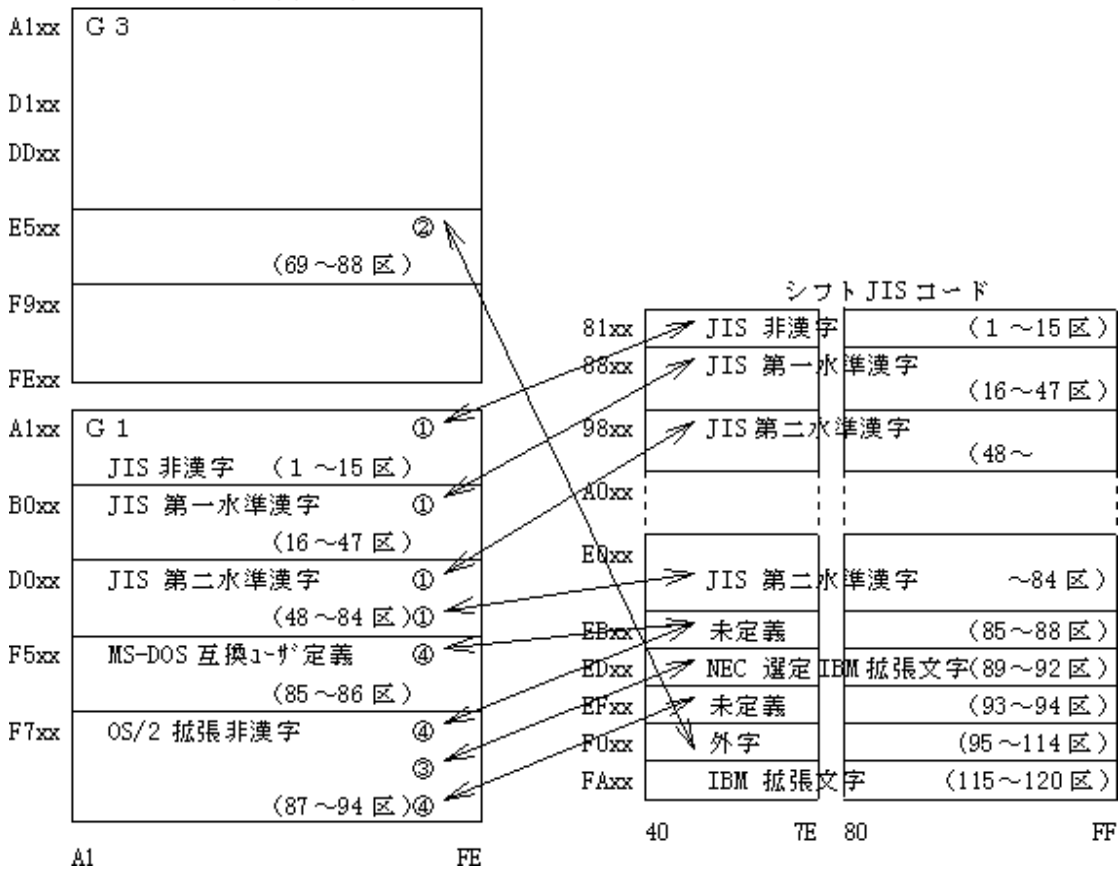 A1xx G3
D1xx
DDxx
E5xx ②
(69～88 区)
F9xx
FExx
A1xx G1 ①
JIS 非漢字 (1 ～15 区)
B0xx JIS 第一水準漢字 ①
(16～47 区)
D0xx JIS 第二水準漢字 ①
(48～84 区)①
F5xx MS-DOS 互換ﾕｰｻﾞ定義 ④
(85～86 区)
F7xx OS/2 拡張非漢字 ④
③
(87～94 区)④
A1 FE
シフト JIS コード
81xx JIS 非漢字 (1 ～15 区)
88xx JIS 第一水準漢字
(16～47 区)
98xx JIS 第二水準漢字
(48～
A0xx
E0xx
JIS 第二水準漢字 ～84 区)
EBxx 未定義 (85～88 区)
EDxx NEC 選定 IBM 拡張文字(89～92 区)
EFxx 未定義 (93～94 区)
F0xx 外字 (95～114 区)
FAxx IBM 拡張文字 (115～120 区)
40 7E 80 FF